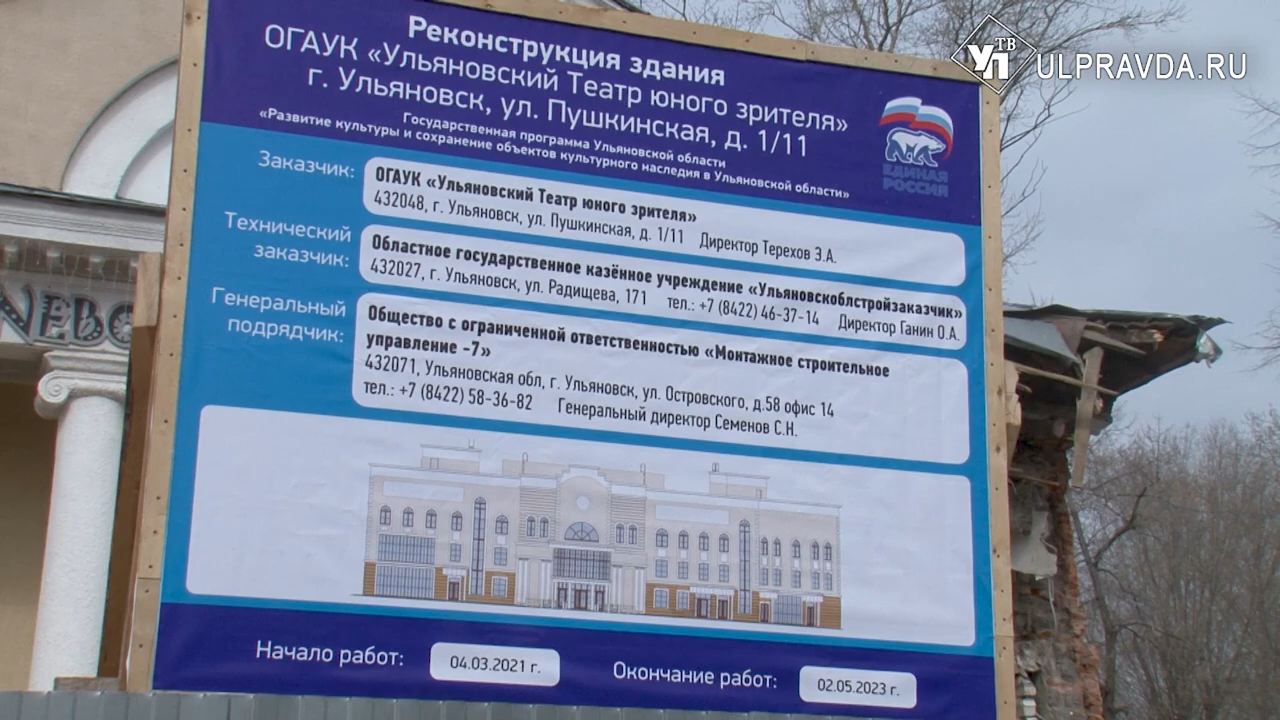 УП ТВ ULPRAVDA.RU
Реконструкция здания
ОГАУК «Ульяновский Театр юного зрителя»
г. Ульяновск, ул. Пушкинская, д. 1/11
Государственная программа Ульяновской области
«Развитие культуры и сохранение объектов культурного наследия в Ульяновской области»
ЕДИНАЯ
РОССИЯ
Заказчик:
ОГАУК «Ульяновский Театр юного зрителя»
432048, г. Ульяновск, ул. Пушкинская, д. 1/11 Директор Терехов Э.А.
Технический
заказчик:
Областное государственное казённое учреждение «Ульяновскоблстройзаказчик»
432027, г. Ульяновск, ул. Радищева, 171 тел.: +7 (8422) 46-37-14 Директор Ганин О.А.
Генеральный
подрядчик:
Общество с ограниченной ответственностью «Монтажное строительное
управление -7»
432071, Ульяновская обл, г. Ульяновск, ул. Островского, д.58 офис 14
тел.: +7 (8422) 58-36-82 Генеральный директор Семенов С.Н.
Начало работ: 04.03.2021 г.
Окончание работ: 02.05.2023 г.